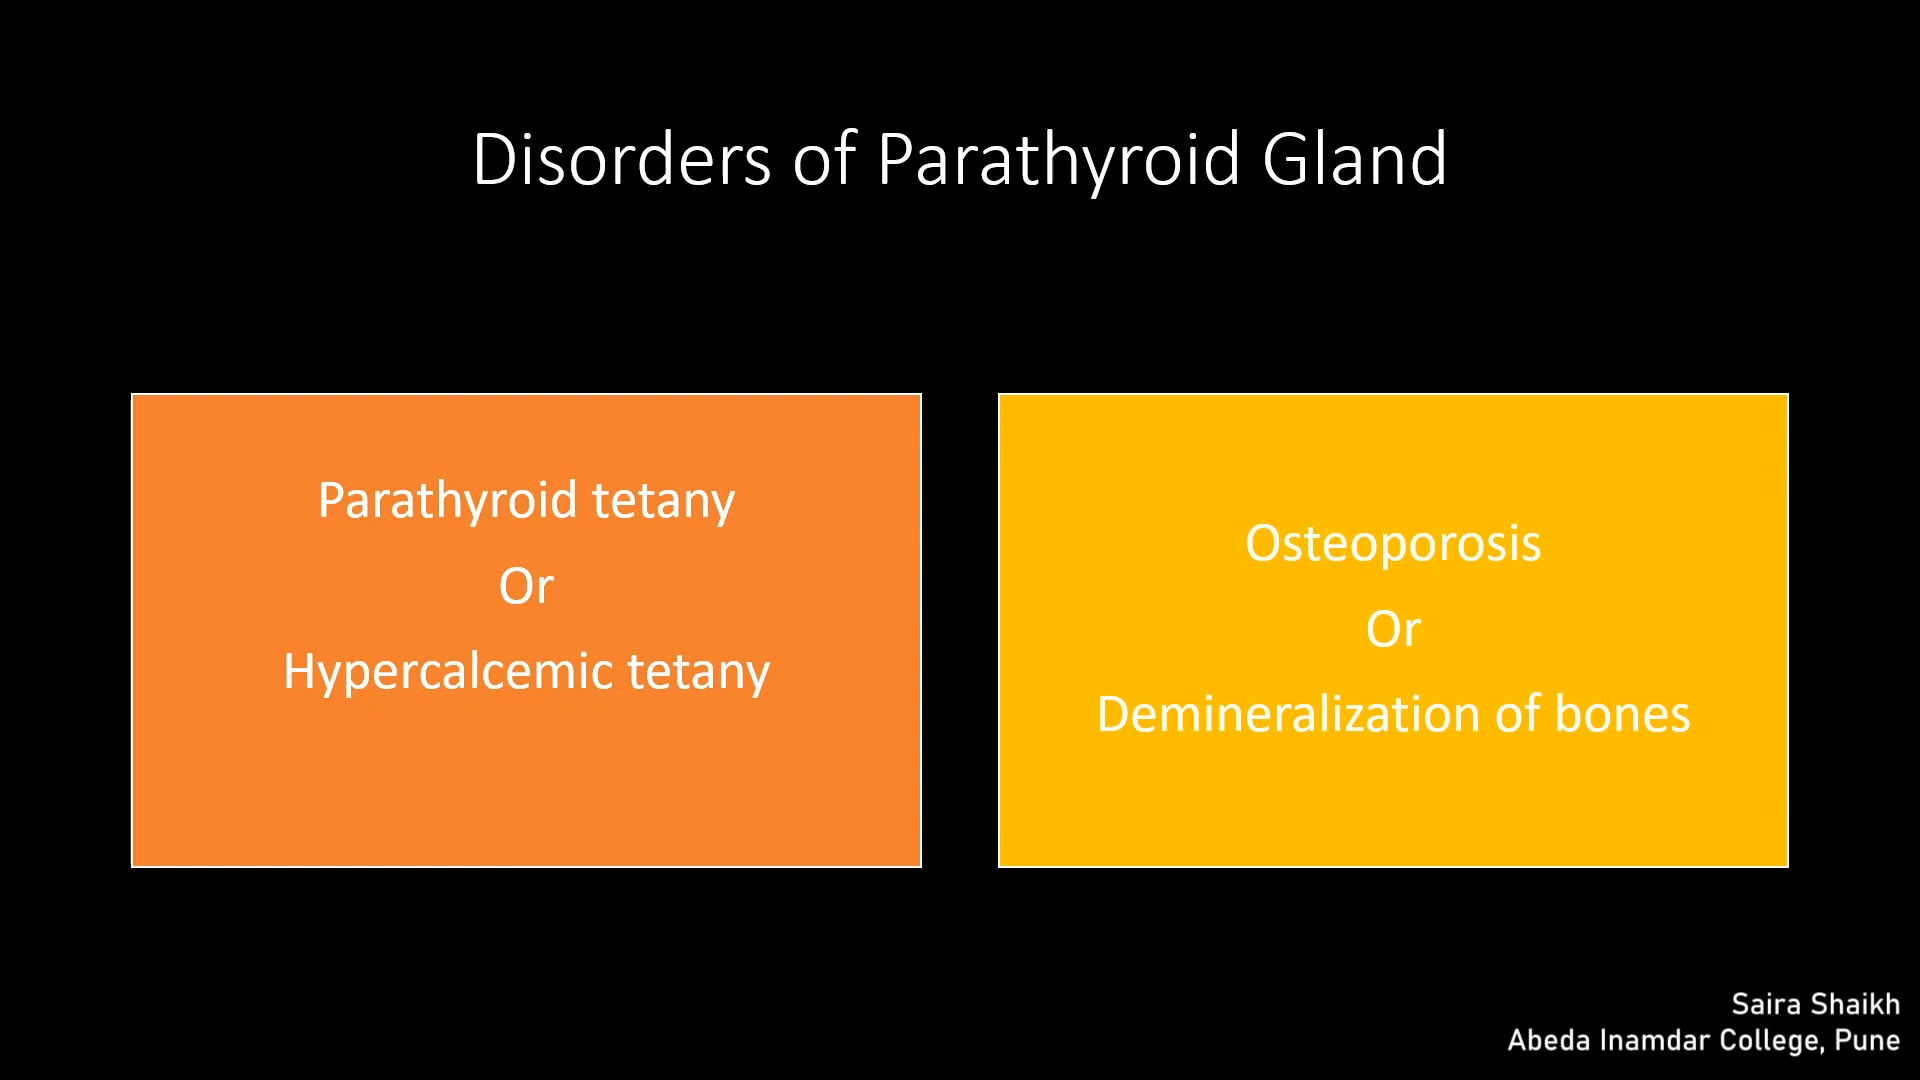 Disorders of Parathyroid Gland
Parathyroid tetany
Or
Hypercalcemic tetany
Osteoporosis
Or
Demineralization of bones
Saira Shaikh
Abeda Inamdar College, Pune